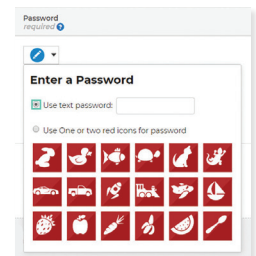 Password
required
Enter a Password
Use text password:
Use One or two red icons for password